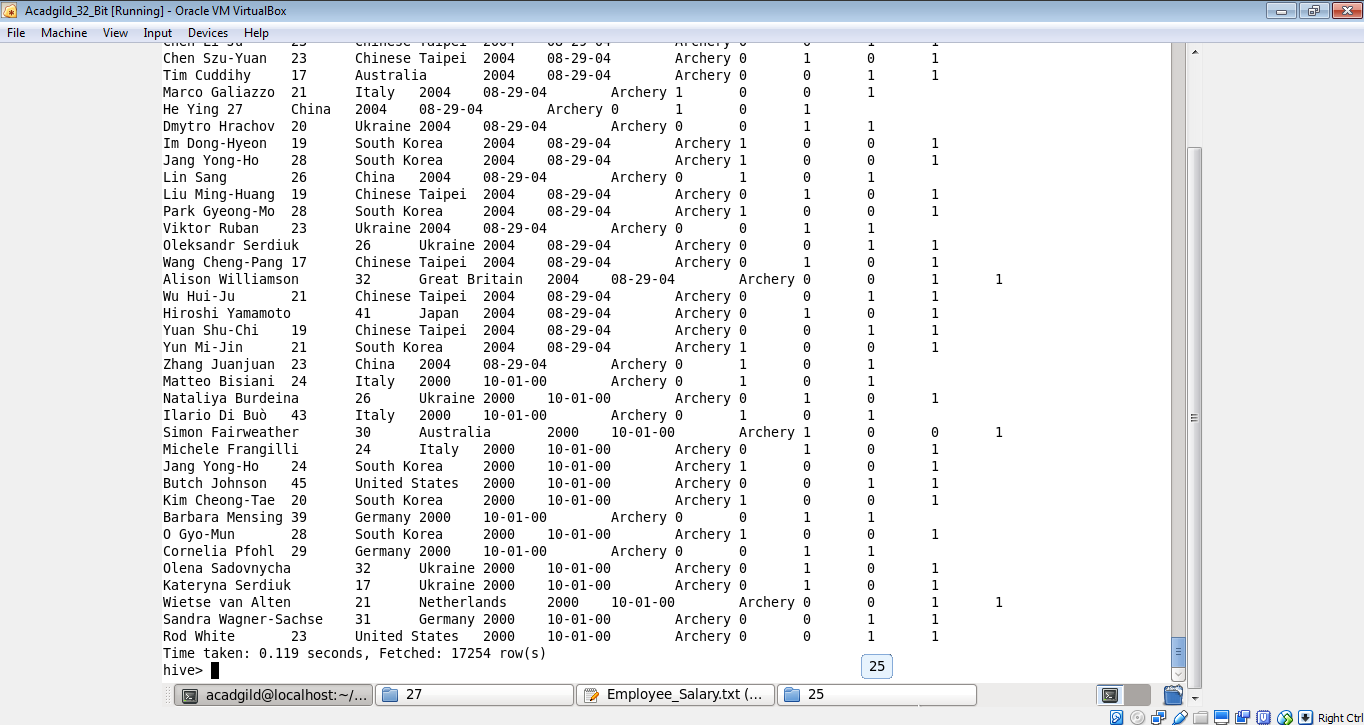 Acadgild_32_Bit [Running] - Oracle VM VirtualBox
File Machine View Input Devices Help
Chen Szu-Yuan 23 Chinese Taipei 2004 08-29-04 Archery 0 1 0 1
Tim Cuddihy 17 Australia 2004 08-29-04 Archery 0 0 1 1
Marco Galiazzo 21 Italy 2004 08-29-04 Archery 1 0 0 1
He Ying 27 China 2004 08-29-04 Archery 0 1 0 1
Dmytro Hrachov 20 Ukraine 2004 08-29-04 Archery 0 0 1 1
Im Dong-Hyeon 19 South Korea 2004 08-29-04 Archery 1 0 0 1
Jang Yong-Ho 28 South Korea 2004 08-29-04 Archery 1 0 0 1
Lin Sang 26 China 2004 08-29-04 Archery 0 1 0 1
Liu Ming-Huang 19 Chinese Taipei 2004 08-29-04 Archery 0 1 0 1
Park Gyeong-Mo 28 South Korea 2004 08-29-04 Archery 1 0 0 1
Viktor Ruban 23 Ukraine 2004 08-29-04 Archery 0 0 1 1
Oleksandr Serdiuk 26 Ukraine 2004 08-29-04 Archery 0 0 1 1
Wang Cheng-Pang 17 Chinese Taipei 2004 08-29-04 Archery 0 1 0 1
Alison Williamson 32 Great Britain 2004 08-29-04 Archery 0 0 1 1
Wu Hui-Ju 21 Chinese Taipei 2004 08-29-04 Archery 0 0 1 1
Hiroshi Yamamoto 41 Japan 2004 08-29-04 Archery 0 1 0 1
Yuan Shu-Chi 19 Chinese Taipei 2004 08-29-04 Archery 0 0 1 1
Yun Mi-Jin 21 South Korea 2004 08-29-04 Archery 1 0 0 1
Zhang Juanjuan 23 China 2004 08-29-04 Archery 0 1 0 1
Matteo Bisiani 24 Italy 2000 10-01-00 Archery 0 1 0 1
Nataliya Burdeina 26 Ukraine 2000 10-01-00 Archery 0 1 0 1
Ilario Di Buò 43 Italy 2000 10-01-00 Archery 0 1 0 1
Simon Fairweather 30 Australia 2000 10-01-00 Archery 1 0 0 1
Michele Frangilli 24 Italy 2000 10-01-00 Archery 0 1 0 1
Jang Yong-Ho 24 South Korea 2000 10-01-00 Archery 1 0 0 1
Butch Johnson 45 United States 2000 10-01-00 Archery 0 0 1 1
Kim Cheong-Tae 20 South Korea 2000 10-01-00 Archery 1 0 0 1
Barbara Mensing 39 Germany 2000 10-01-00 Archery 0 0 1 1
O Gyo-Mun 28 South Korea 2000 10-01-00 Archery 1 0 0 1
Cornelia Pfohl 29 Germany 2000 10-01-00 Archery 0 0 1 1
Olena Sadovnycha 32 Ukraine 2000 10-01-00 Archery 0 1 0 1
Kateryna Serdiuk 17 Ukraine 2000 10-01-00 Archery 0 1 0 1
Wietse van Alten 21 Netherlands 2000 10-01-00 Archery 0 0 1 1
Sandra Wagner-Sachse 31 Germany 2000 10-01-00 Archery 0 0 1 1
Rod White 23 United States 2000 10-01-00 Archery 0 0 1 1
Time taken: 0.119 seconds, Fetched: 17254 row(s)
hive>
25
acadgild@localhost:~/... 27 Employee_Salary.txt (... 25
Right Ctrl